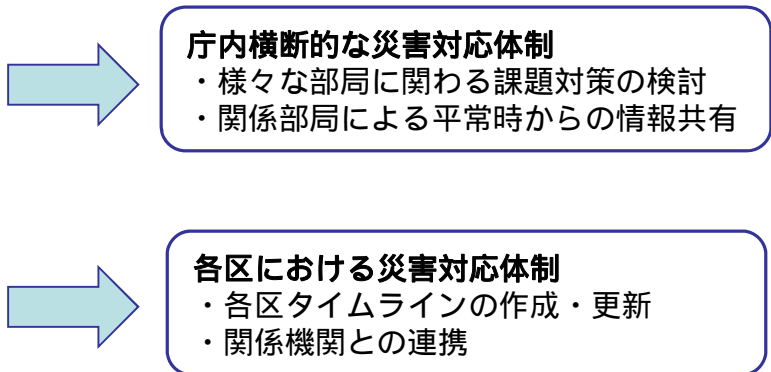 庁内横断的な災害対応体制
・様々な部局に関わる課題対策の検討
・関係部局による平常時からの情報共有
各区における災害対応体制
・各区タイムラインの作成・更新
・関係機関との連携